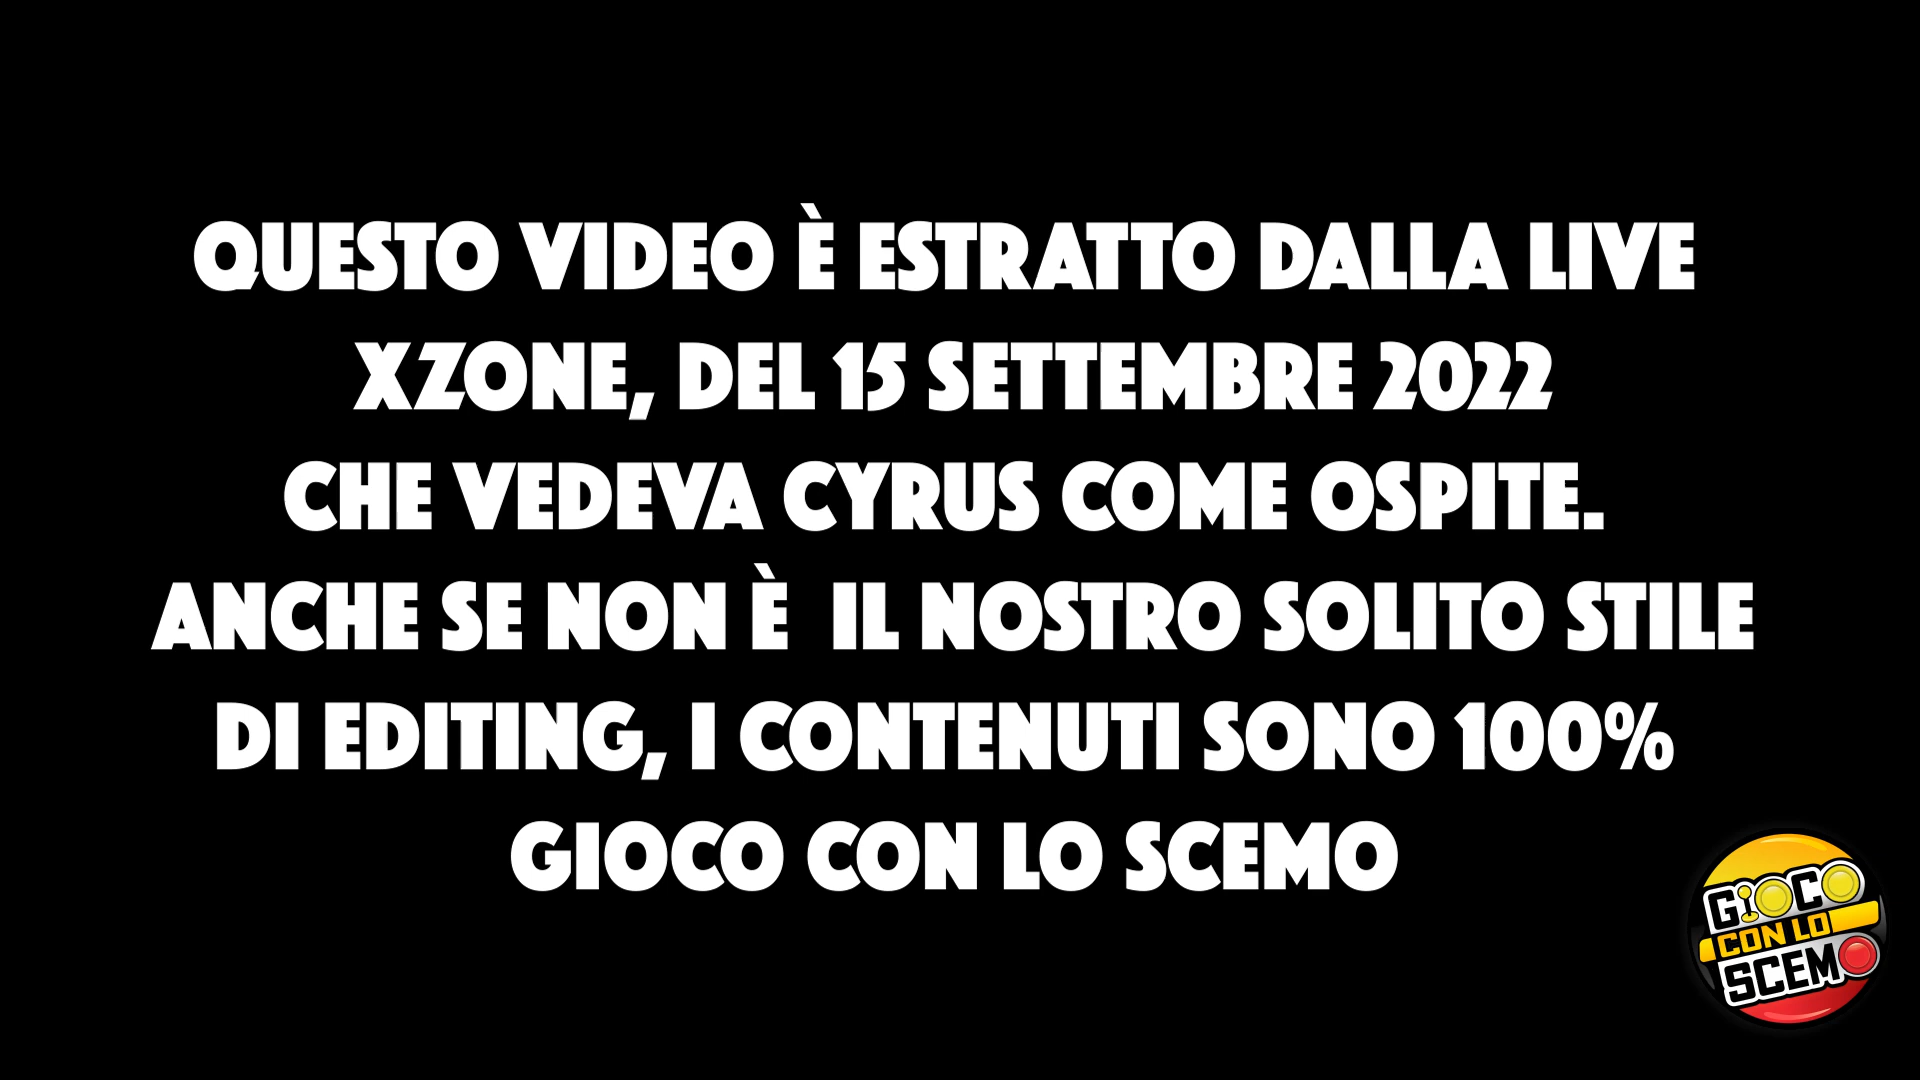 QUESTO VIDEO È ESTRATTO DALLA LIVE
XZONE, DEL 15 SETTEMBRE 2022
CHE VEDEVA CYRUS COME OSPITE.
ANCHE SE NON È IL NOSTRO SOLITO STILE
DI EDITING, I CONTENUTI SONO 100%
GIOCO CON LO SCEMO
GIOCO
CON LO
SCEMO